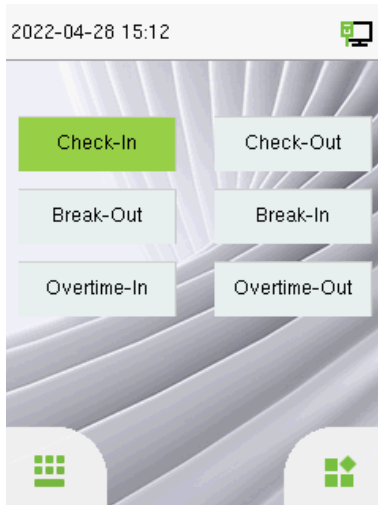 2022-04-28 15:12
Check-In
Check-Out
Break-Out
Break-In
Overtime-In
Overtime-Out